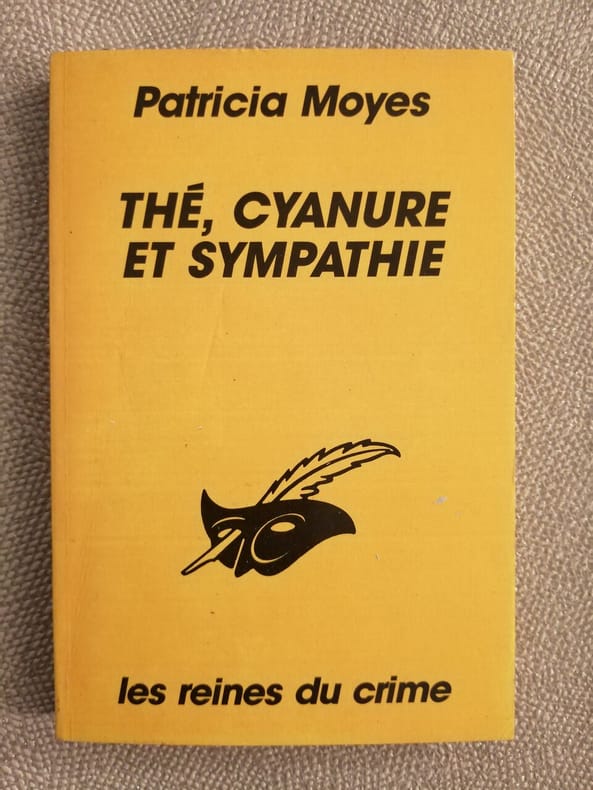 Patricia Moyes
THÉ, CYANURE
ET SYMPATHIE
les reines du crime